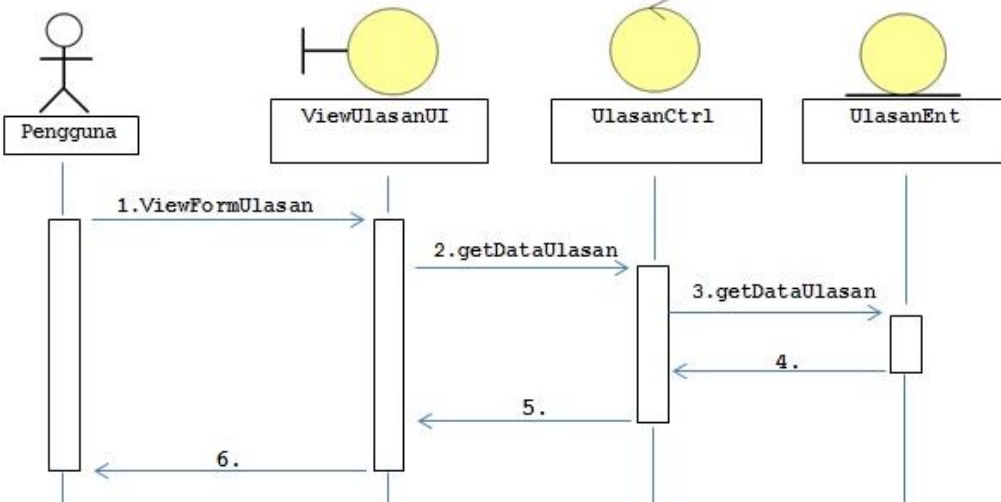 Pengguna
ViewUlasanUI
UlasanCtrl
UlasanEnt
1.ViewFormUlasan
2.getDataUlasan
3.getDataUlasan
4.
5.
6.